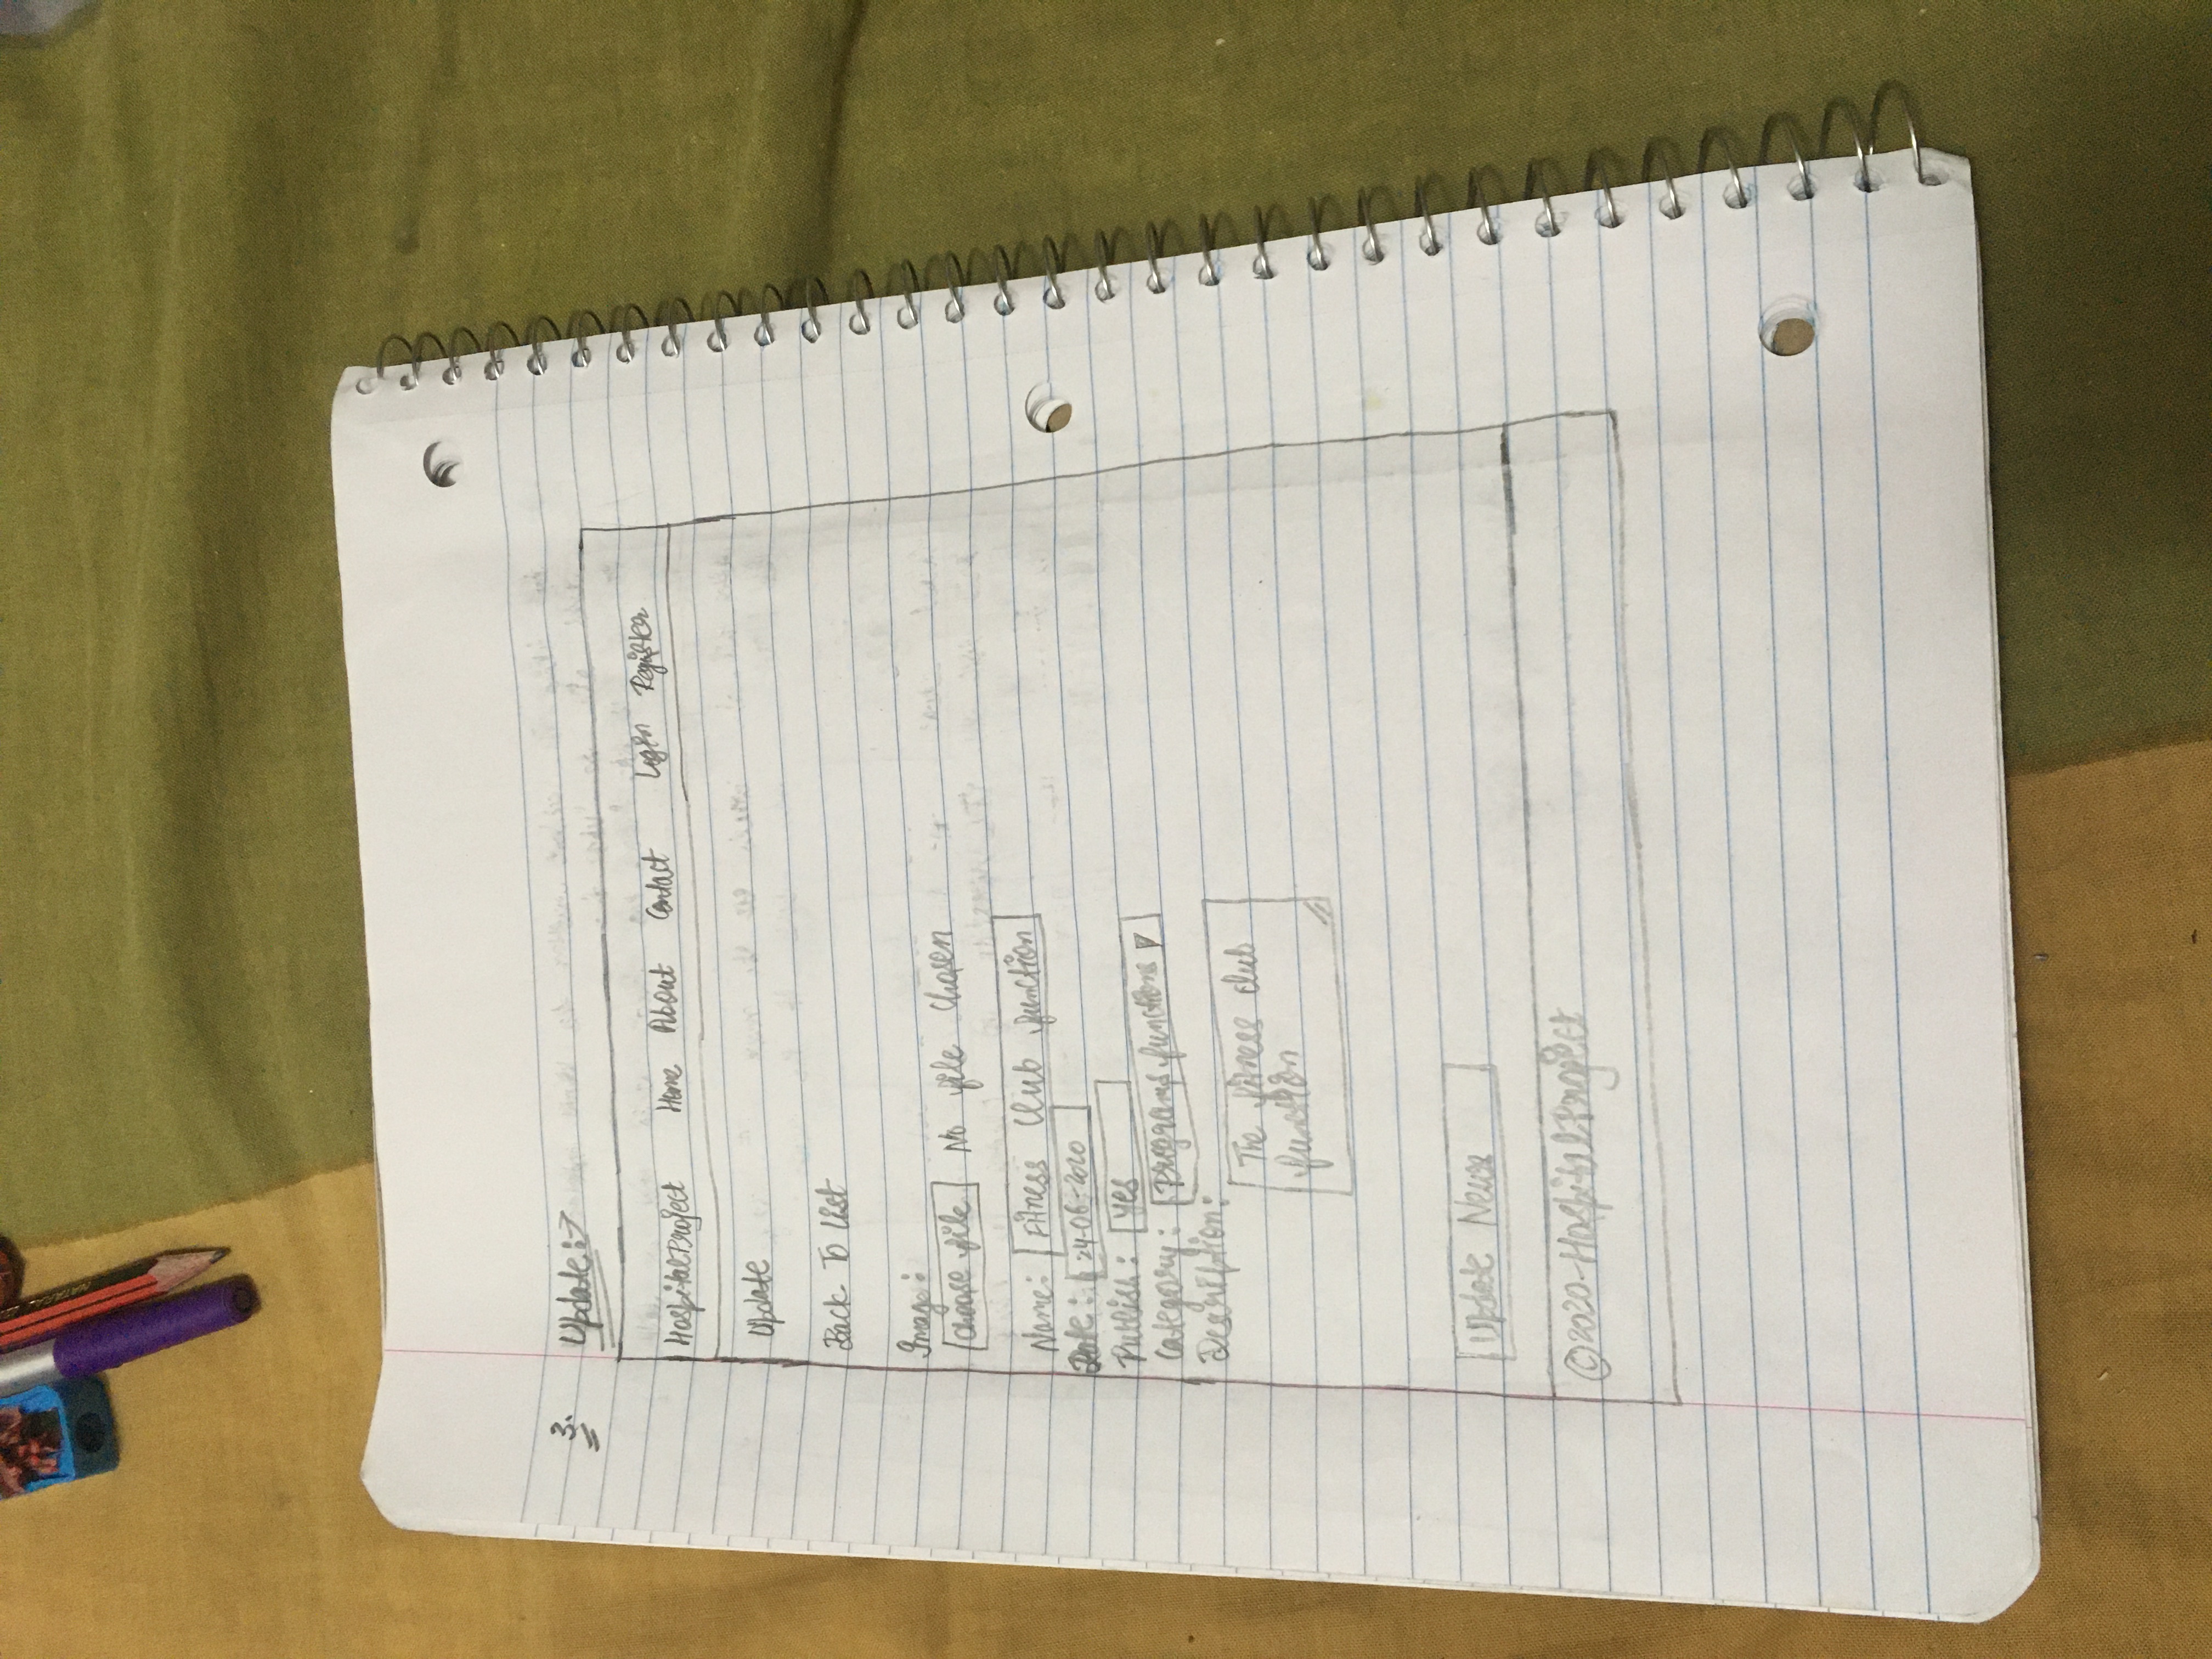 3. Update:→
HospitalProject Home About Contact Login Register
Update
Back To List
Image:
Choose file No file Chosen
Name: Fitness Club function
Date: 24-06-2020
Publish: yes
Category: Programs functions
Description:
The fitness club
function
Update News
©2020-HospitalProject